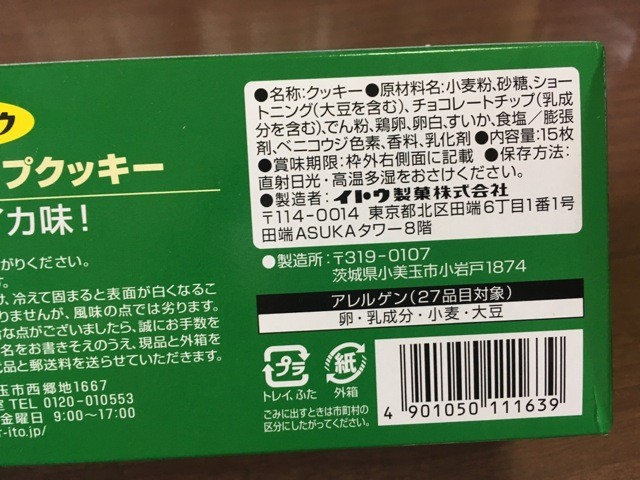 ウ
プクッキー
イカ味！
がりください。
け、冷えて固まると表面が白くなるこ
りませんが、風味の点では劣ります。
な点がございましたら、誠にお手数を
名をお書きそえのうえ、現品と外箱を
品と郵送料を送らせていただきます。
玉市西郷地1667
室 TEL 0120-010553
金曜日 9:00〜17:00
r-ito.jp/
●名称:クッキー●原材料名:小麦粉、砂糖、ショー
トニング(大豆を含む)、チョコレートチップ(乳成
分を含む)、でん粉、鶏卵、卵白、すいか、食塩／膨張
剤、ベニコウジ色素、香料、乳化剤 ●内容量:15枚
●賞味期限:枠外右側面に記載 ●保存方法:
直射日光・高温多湿をおさけください。
●製造者:イトウ製菓株式会社
〒114-0014 東京都北区田端6丁目1番1号
田端ASUKAタワー8階
●製造所:〒319-0107
茨城県小美玉市小岩戸1874
アレルゲン(27品目対象)
卵・乳成分・小麦・大豆
プラ
トレイ、ふた
紙
外箱
ごみに出すときは市町村の
区分にしたがってください。
4 901050 111639